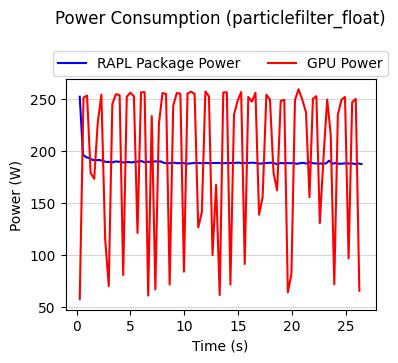 Power Consumption (particlefilter_float)
RAPL Package Power
GPU Power
Power (W)
250
200
150
100
50
0
5
10
15
20
25
Time (s)